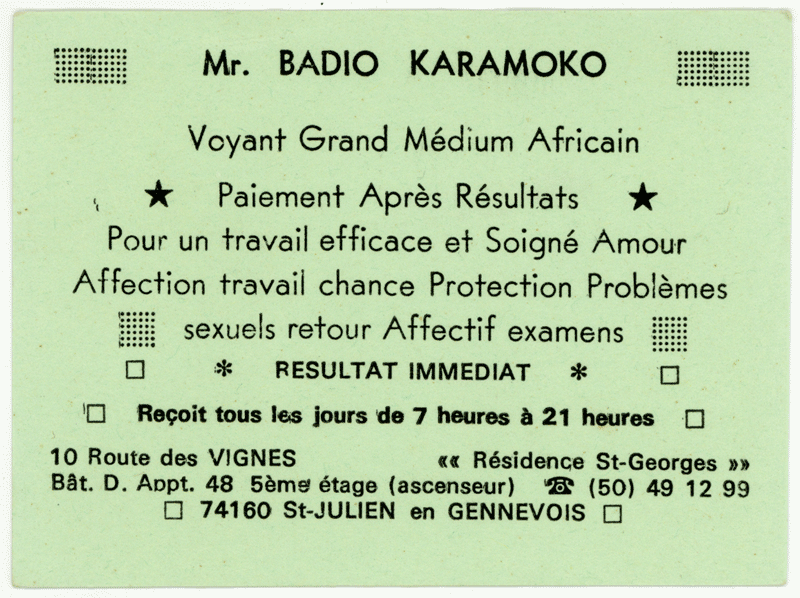 Mr. BADIO KARAMOKO
Voyant Grand Médium Africain
★ Paiement Après Résultats ★
Pour un travail efficace et Soigné Amour
Affection travail chance Protection Problèmes
sexuels retour Affectif examens
□ * RESULTAT IMMEDIAT * □
□ Reçoit tous les jours de 7 heures à 21 heures □
10 Route des VIGNES «« Résidence St-Georges »»
Bât. D. Appt. 48 5ème étage (ascenseur) ☎ (50) 49 12 99
□ 74160 St-JULIEN en GENNEVOIS □